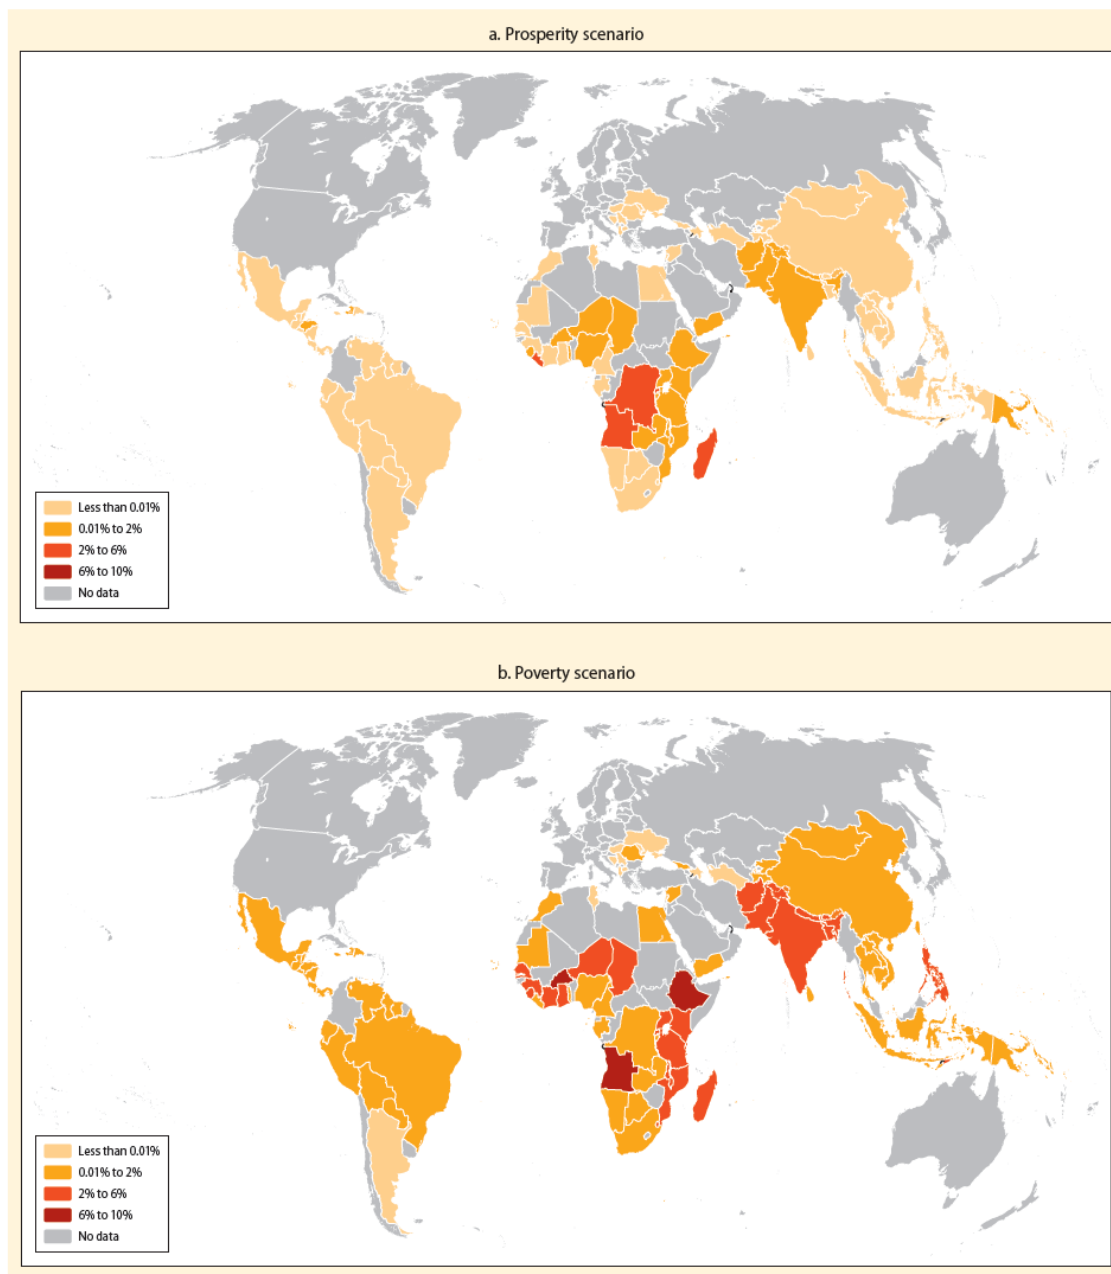 a. Prosperity scenario
Less than 0.01%
0.01% to 2%
2% to 6%
6% to 10%
No data
b. Poverty scenario
Less than 0.01%
0.01% to 2%
2% to 6%
6% to 10%
No data